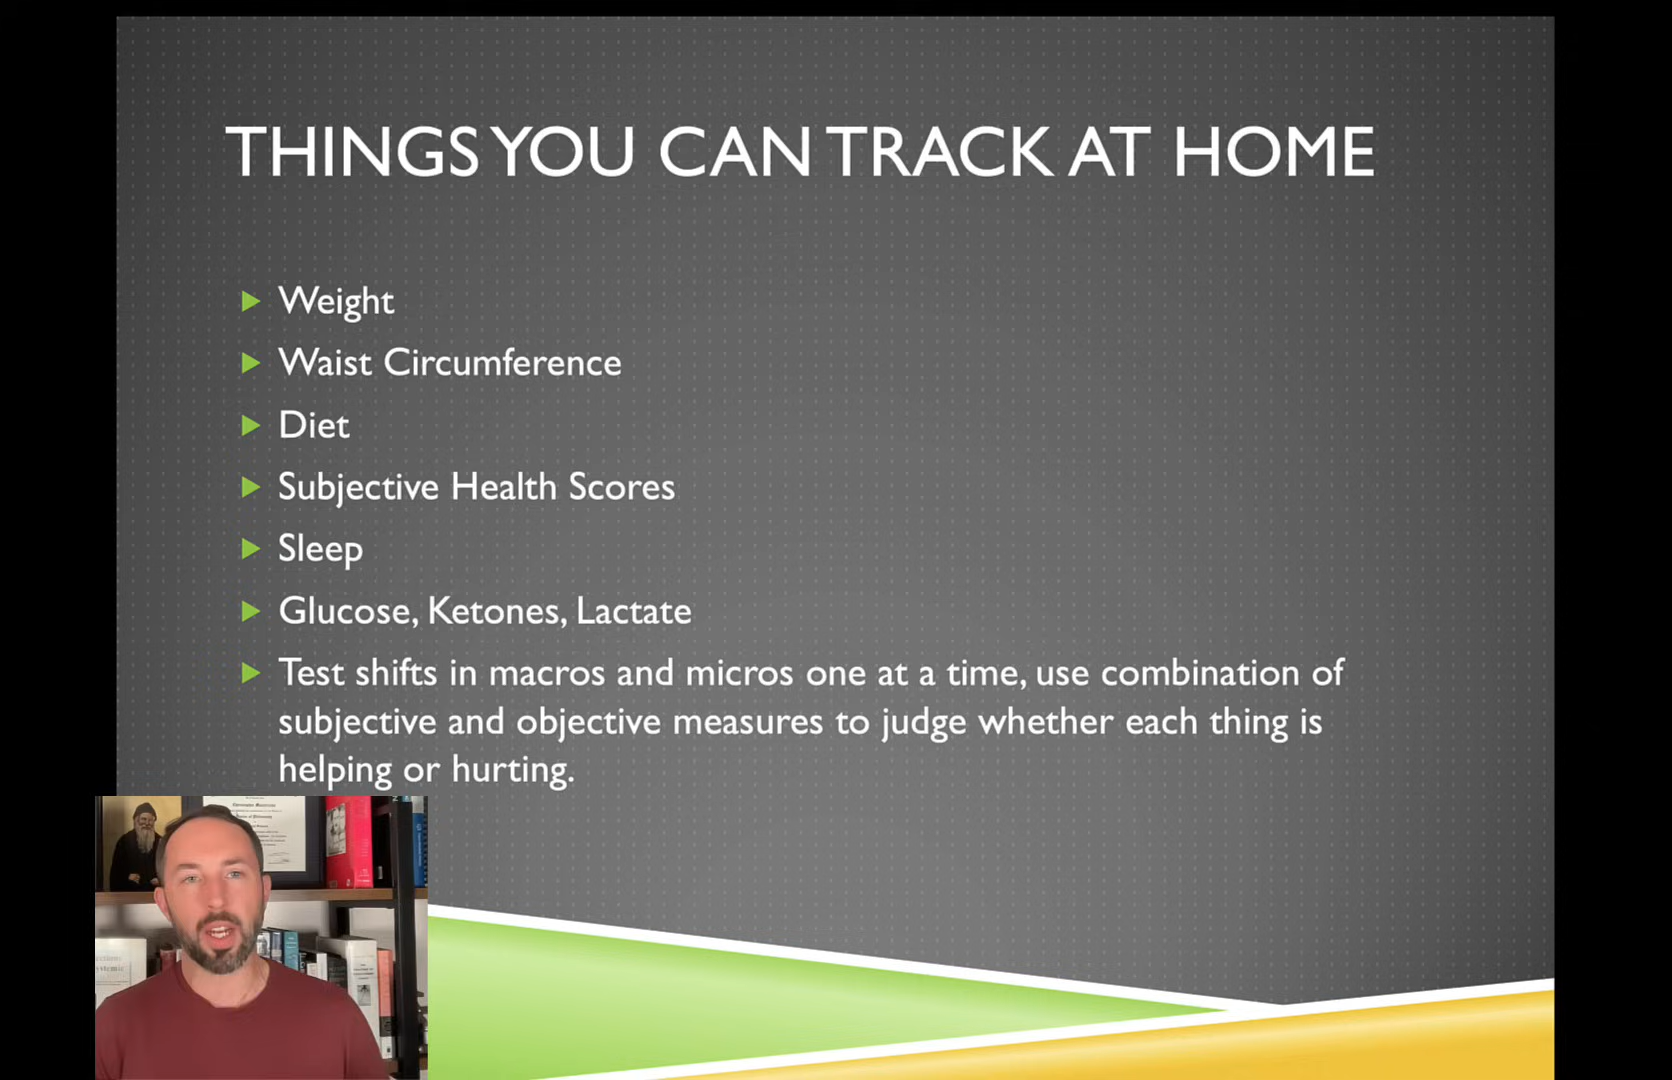 THINGS YOU CAN TRACK AT HOME
Weight
Waist Circumference
Diet
Subjective Health Scores
Sleep
Glucose, Ketones, Lactate
Test shifts in macros and micros one at a time, use combination of
subjective and objective measures to judge whether each thing is
helping or hurting.